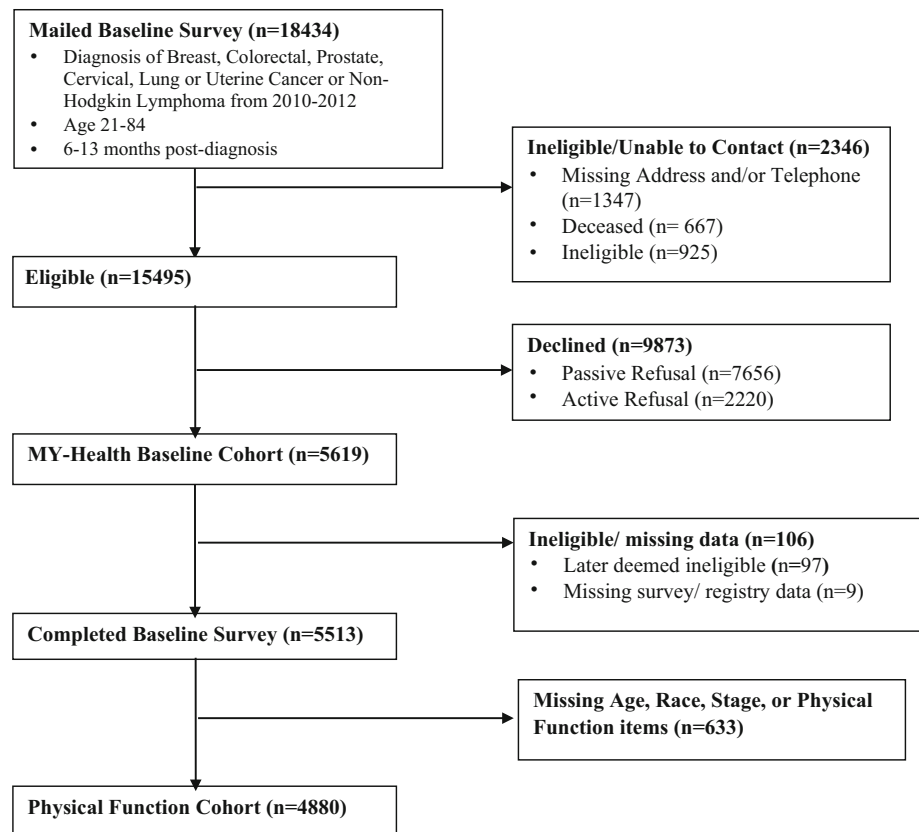 Mailed Baseline Survey (n=18434)
• Diagnosis of Breast, Colorectal, Prostate,
Cervical, Lung or Uterine Cancer or Non-
Hodgkin Lymphoma from 2010-2012
• Age 21-84
• 6-13 months post-diagnosis
Ineligible/Unable to Contact (n=2346)
• Missing Address and/or Telephone
(n=1347)
• Deceased (n= 667)
• Ineligible (n=925)
Eligible (n=15495)
Declined (n=9873)
• Passive Refusal (n=7656)
• Active Refusal (n=2220)
MY-Health Baseline Cohort (n=5619)
Ineligible/ missing data (n=106)
• Later deemed ineligible (n=97)
• Missing survey/ registry data (n=9)
Completed Baseline Survey (n=5513)
Missing Age, Race, Stage, or Physical
Function items (n=633)
Physical Function Cohort (n=4880)